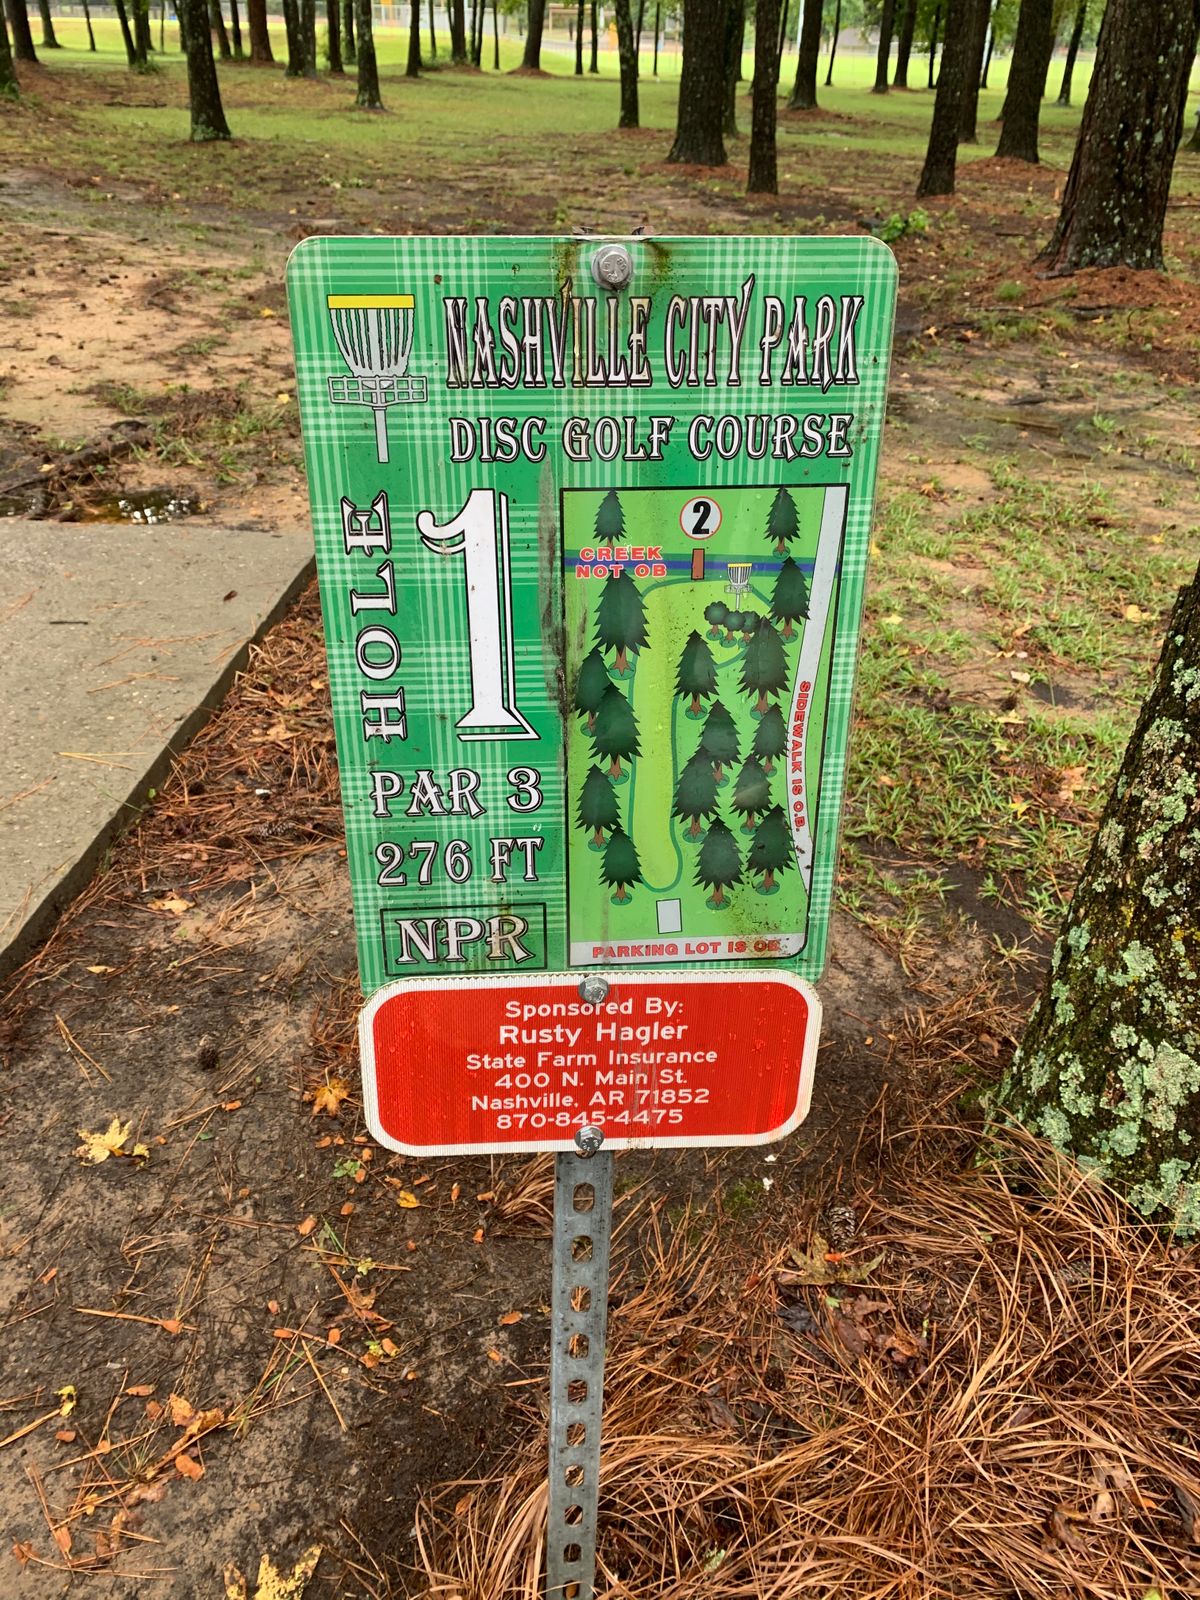 NASHVILLE CITY PARK
DISC GOLF COURSE
HOLE
1
PAR 3
276 FT
NPR
2
CREEK
NOT OB
SIDEWALK IS O.B.
PARKING LOT IS OB
Sponsored By:
Rusty Hagler
State Farm Insurance
400 N. Main St.
Nashville, AR 71852
870-845-4475